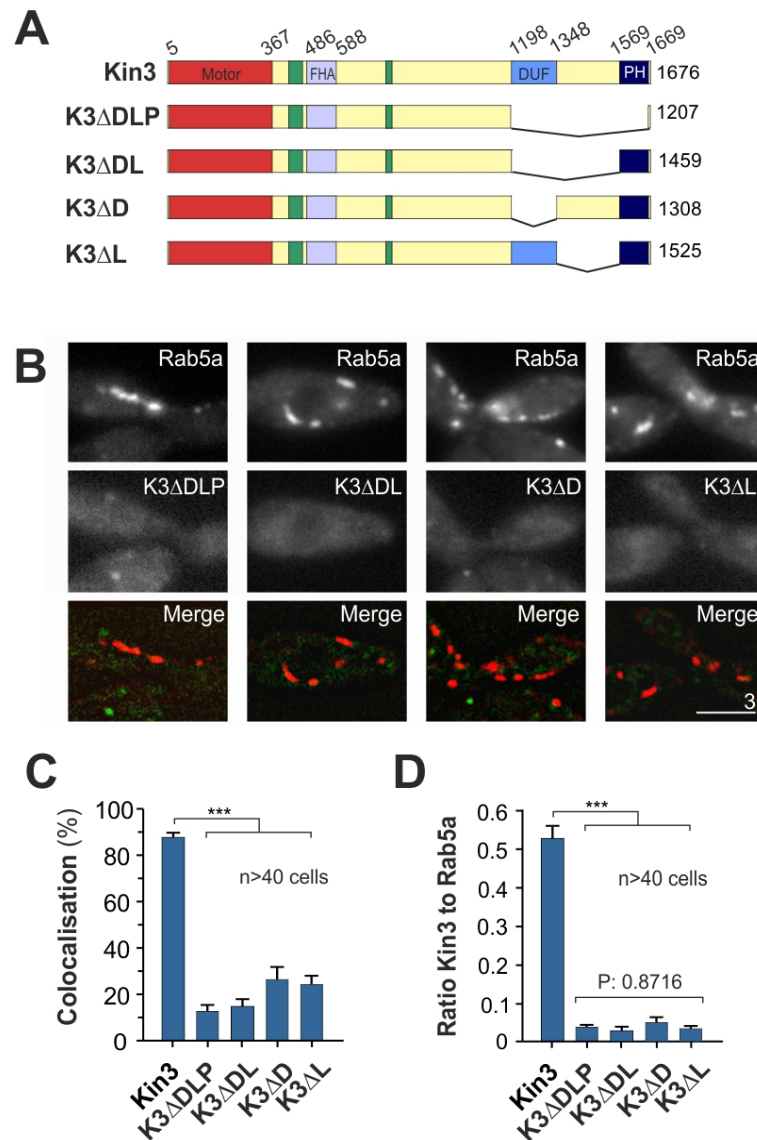 A
5 367 486 588 1198 1348 1569 1669
Kin3 Motor FHA DUF PH 1676
K3ΔDLP 1207
K3ΔDL 1459
K3ΔD 1308
K3ΔL 1525
B
Rab5a Rab5a Rab5a Rab5a
K3ΔDLP K3ΔDL K3ΔD K3ΔL
Merge Merge Merge Merge
3
C
Colocalisation (%)
100
80
60
40
20
0
***
n>40 cells
Kin3 K3ΔDLP K3ΔDL K3ΔD K3ΔL
D
Ratio Kin3 to Rab5a
0.6
0.5
0.4
0.3
0.2
0.1
0
***
n>40 cells
P: 0.8716
Kin3 K3ΔDLP K3ΔDL K3ΔD K3ΔL